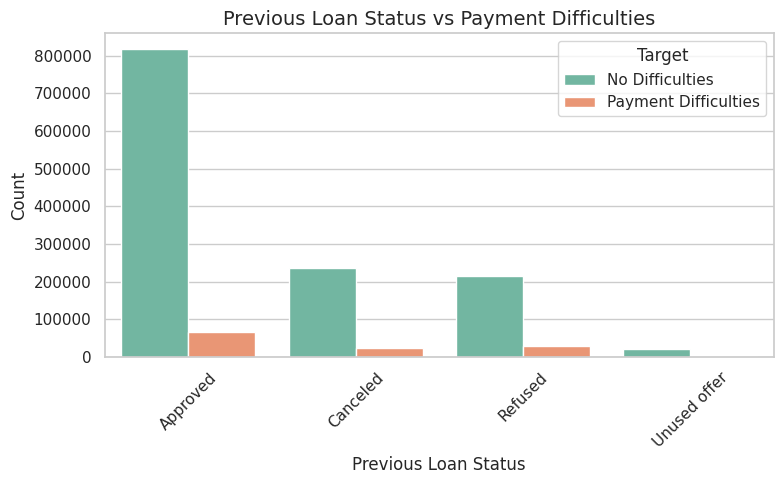 Previous Loan Status vs Payment Difficulties
Target
No Difficulties
Payment Difficulties
Count
800000
700000
600000
500000
400000
300000
200000
100000
0
Approved
Canceled
Refused
Unused offer
Previous Loan Status